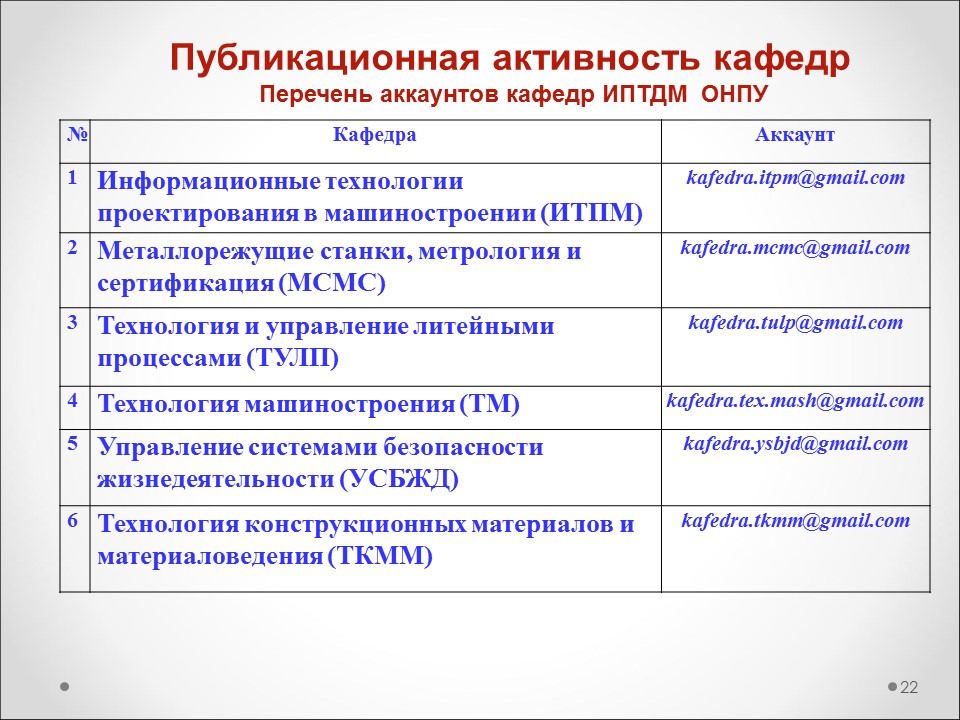 Публикационная активность кафедр
Перечень аккаунтов кафедр ИПТДМ ОНПУ
№ Кафедра Аккаунт
1 Информационные технологии kafedra.itpm@gmail.com
проектирования в машиностроении (ИТПМ)
2 Металлорежущие станки, метрология и kafedra.mcmc@gmail.com
сертификация (МСМС)
3 Технология и управление литейными kafedra.tulp@gmail.com
процессами (ТУЛП)
4 Технология машиностроения (ТМ) kafedra.tex.mash@gmail.com
5 Управление системами безопасности kafedra.ysbjd@gmail.com
жизнедеятельности (УСБЖД)
6 Технология конструкционных материалов и kafedra.tkmm@gmail.com
материаловедения (ТКММ)
22